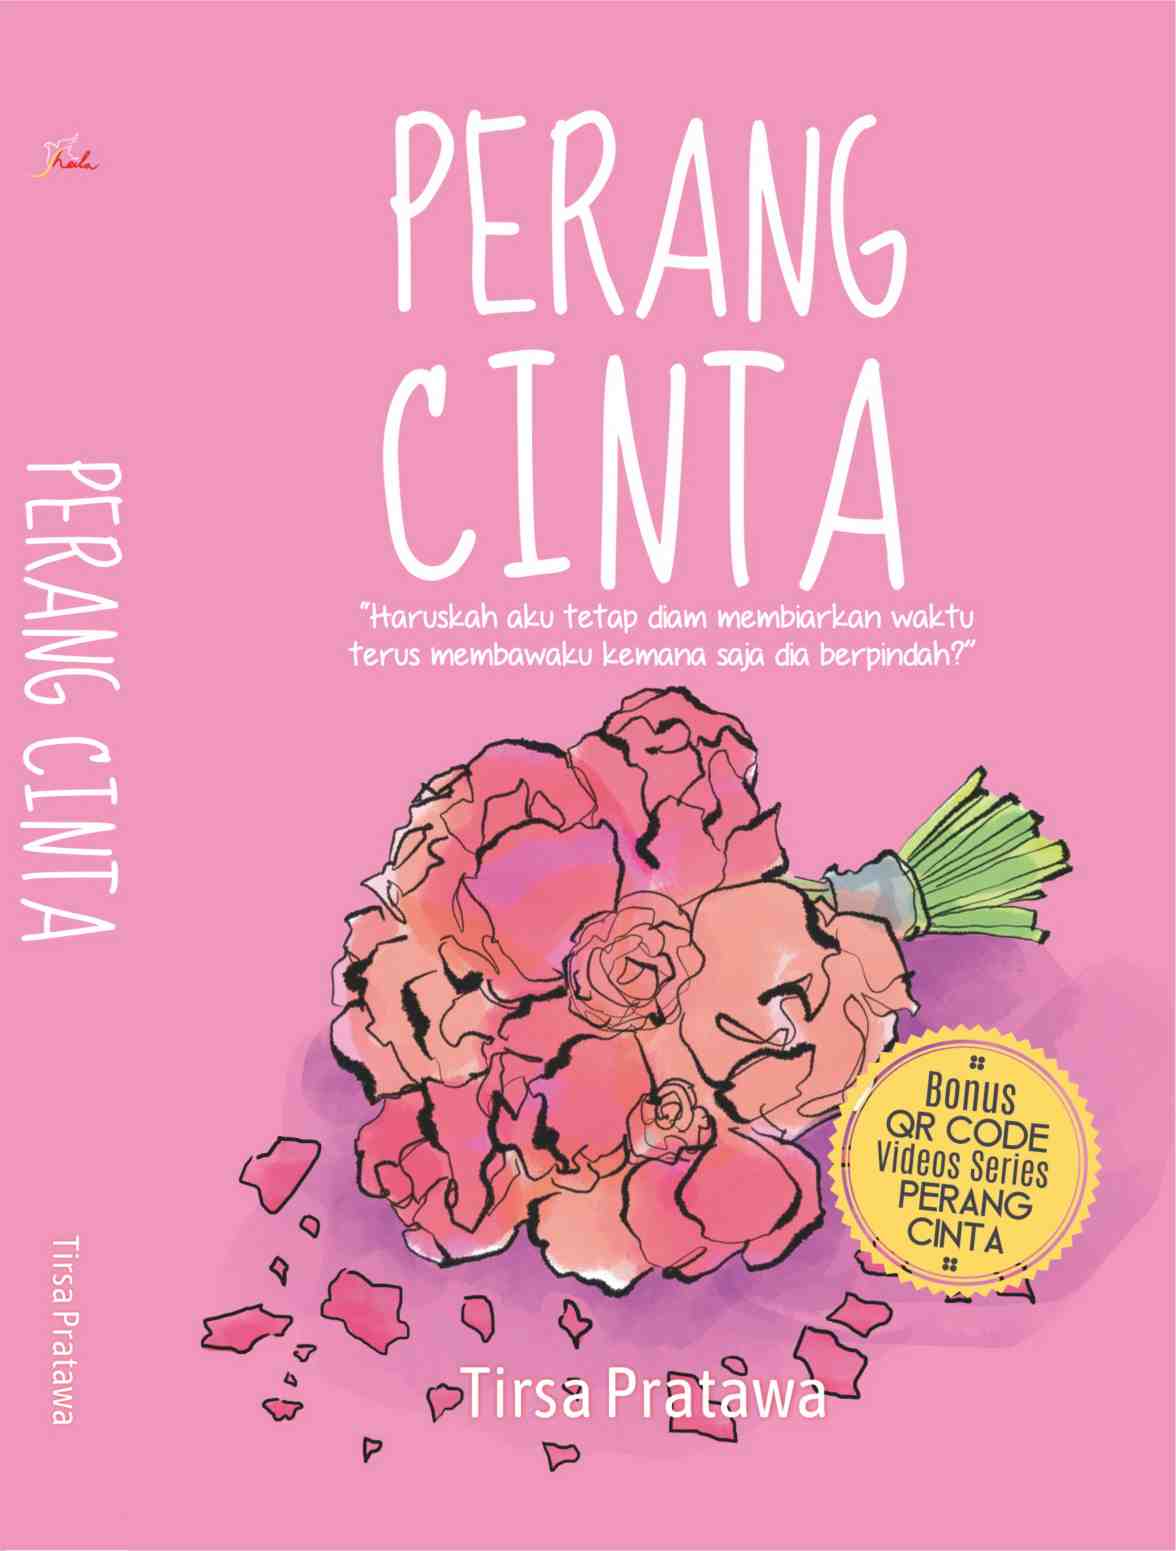 Sheila
PERANG CINTA
Tirsa Pratawa
PERANG
CINTA
"Haruskah aku tetap diam membiarkan waktu
terus membawaku kemana saja dia berpindah?"
Bonus
QR CODE
Videos Series
PERANG
CINTA
Tirsa Pratawa